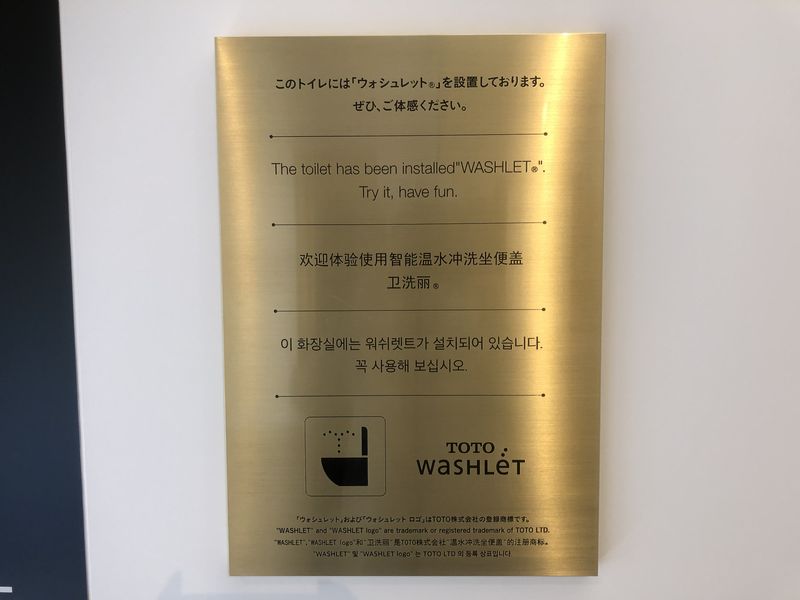 このトイレには「ウォシュレット®」を設置しております。
ぜひ、ご体感ください。
The toilet has been installed"WASHLET®".
Try it, have fun.
欢迎体验使用智能温水冲洗坐便盖
卫洗丽®
이 화장실에는 워쉬렛트가 설치되어 있습니다.
꼭 사용해 보십시오.
TOTO
WASHLET
「ウォシュレット」および「ウォシュレット ロゴ」はTOTO株式会社の登録商標です。
"WASHLET" and "WASHLET logo" are trademark or registered trademark of TOTO LTD.
"WASHLET","WASHLET logo"和"卫洗丽"是TOTO株式会社"温水冲洗坐便盖"的注册商标。
"WASHLET" 및 "WASHLET logo" 는 TOTO LTD 의 등록 상표입니다.